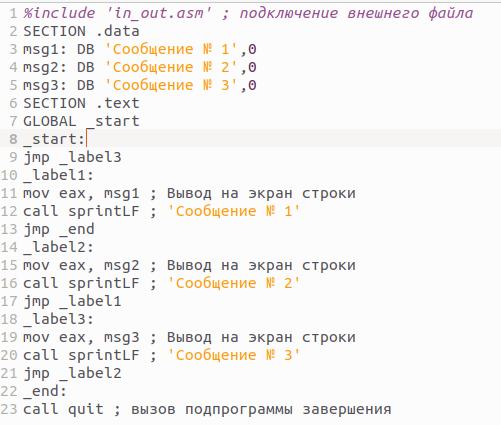 1 %include 'in_out.asm' ; подключение внешнего файла
2 SECTION .data
3 msg1: DB 'Сообщение № 1',0
4 msg2: DB 'Сообщение № 2',0
5 msg3: DB 'Сообщение № 3',0
6 SECTION .text
7 GLOBAL _start
8 _start:
9 jmp _label3
10 _label1:
11 mov eax, msg1 ; Вывод на экран строки
12 call sprintLF ; 'Сообщение № 1'
13 jmp _end
14 _label2:
15 mov eax, msg2 ; Вывод на экран строки
16 call sprintLF ; 'Сообщение № 2'
17 jmp _label1
18 _label3:
19 mov eax, msg3 ; Вывод на экран строки
20 call sprintLF ; 'Сообщение № 3'
21 jmp _label2
22 _end:
23 call quit ; вызов подпрограммы завершения